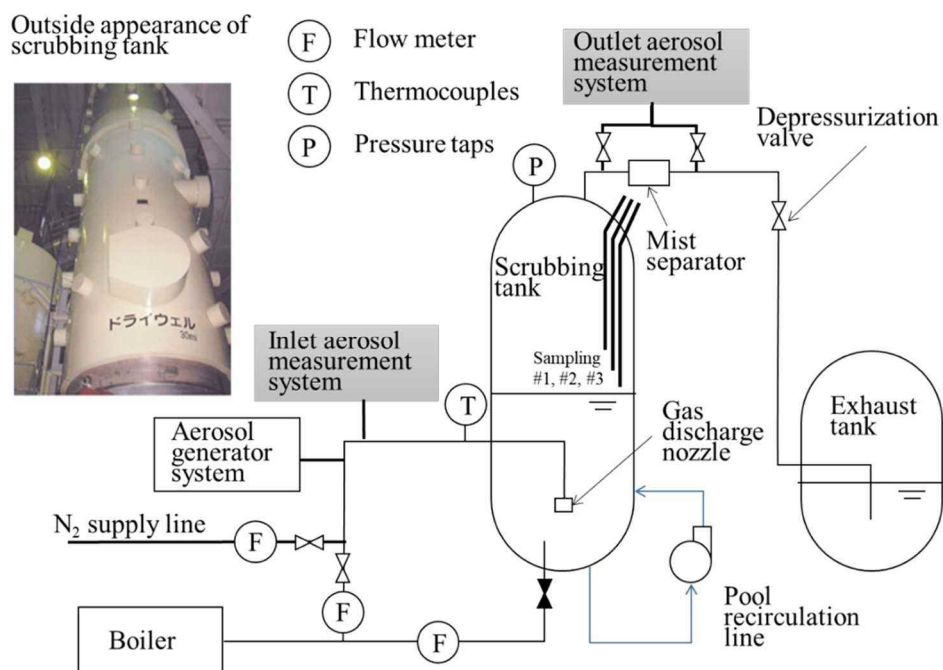 Outside appearance of
scrubbing tank
F Flow meter
T Thermocouples
P Pressure taps
Outlet aerosol
measurement
system
Depressurization
valve
P
Mist
separator
Scrubbing
tank
ドライウェル
30m³
Inlet aerosol
measurement
system
Sampling
#1, #2, #3
T
Gas
discharge
nozzle
Exhaust
tank
Aerosol
generator
system
N₂ supply line
F
F
Boiler
F
Pool
recirculation
line